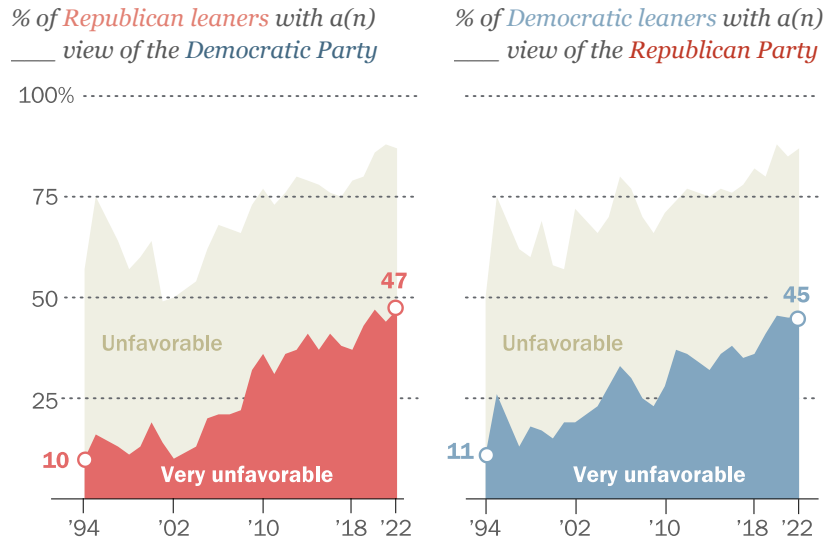 % of Republican leaners with a(n)
____ view of the Democratic Party
100%
75
50
25
Unfavorable
47
10
Very unfavorable
’94 ’02 ’10 ’18 ’22
% of Democratic leaners with a(n)
____ view of the Republican Party
Unfavorable
45
11
Very unfavorable
’94 ’02 ’10 ’18 ’22